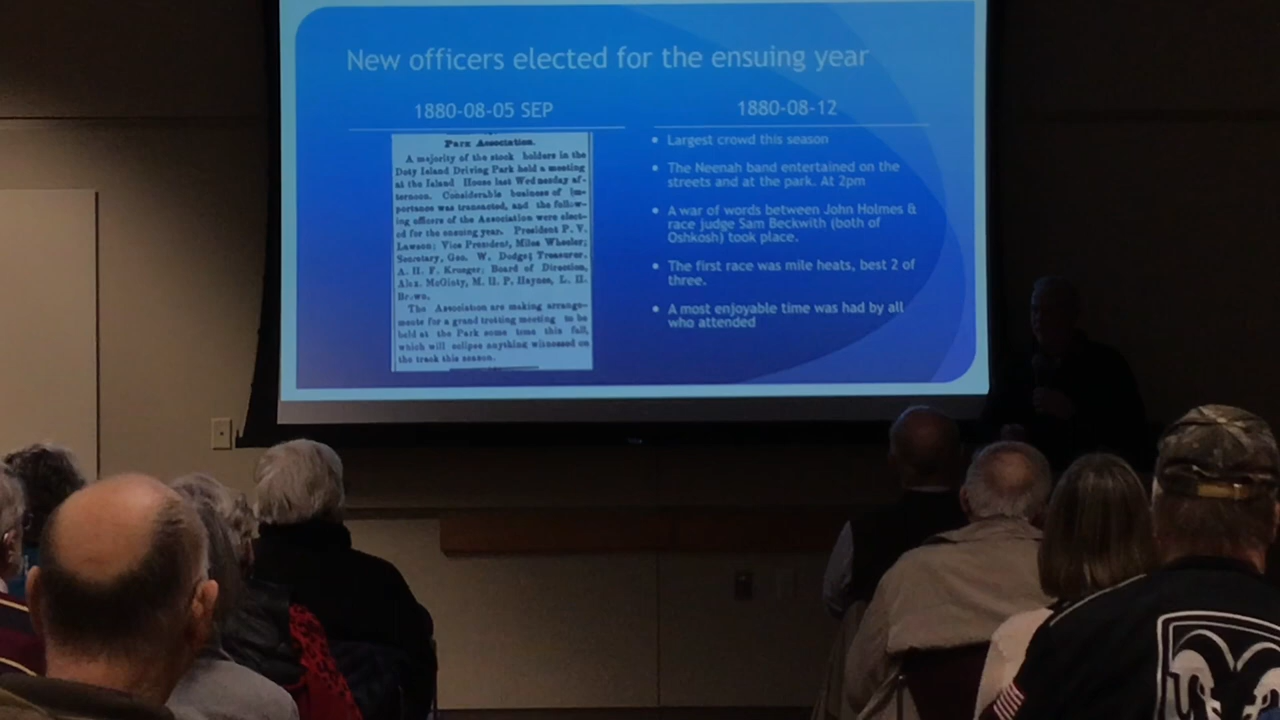 New officers elected for the ensuing year
1880-08-05 SEP
Park Association.
A majority of the stock holders in the
Doty Island Driving Park held a meeting
at the Island House last Wednesday af-
ternoon. Considerable business of im-
portance was transacted, and the follow-
ing officers of the Association were elect-
ed for the ensuing year. President P. V.
Lawson; Vice President, Miles Wheeler;
Secretary, Geo. W. Dodge; Treasurer,
A. H. F. Krueger; Board of Direction,
Alex. McGinty, M. H. P. Haynes, L. H.
Brown.
The Association are making arrange-
ments for a grand trotting meeting to be
held at the Park some time this fall,
which will eclipse anything witnessed on
the track this season.
1880-08-12
• Largest crowd this season
• The Neenah band entertained on the
streets and at the park. At 2pm
• A war of words between John Holmes &
race judge Sam Beckwith (both of
Oshkosh) took place.
• The first race was mile heats, best 2 of
three.
• A most enjoyable time was had by all
who attended